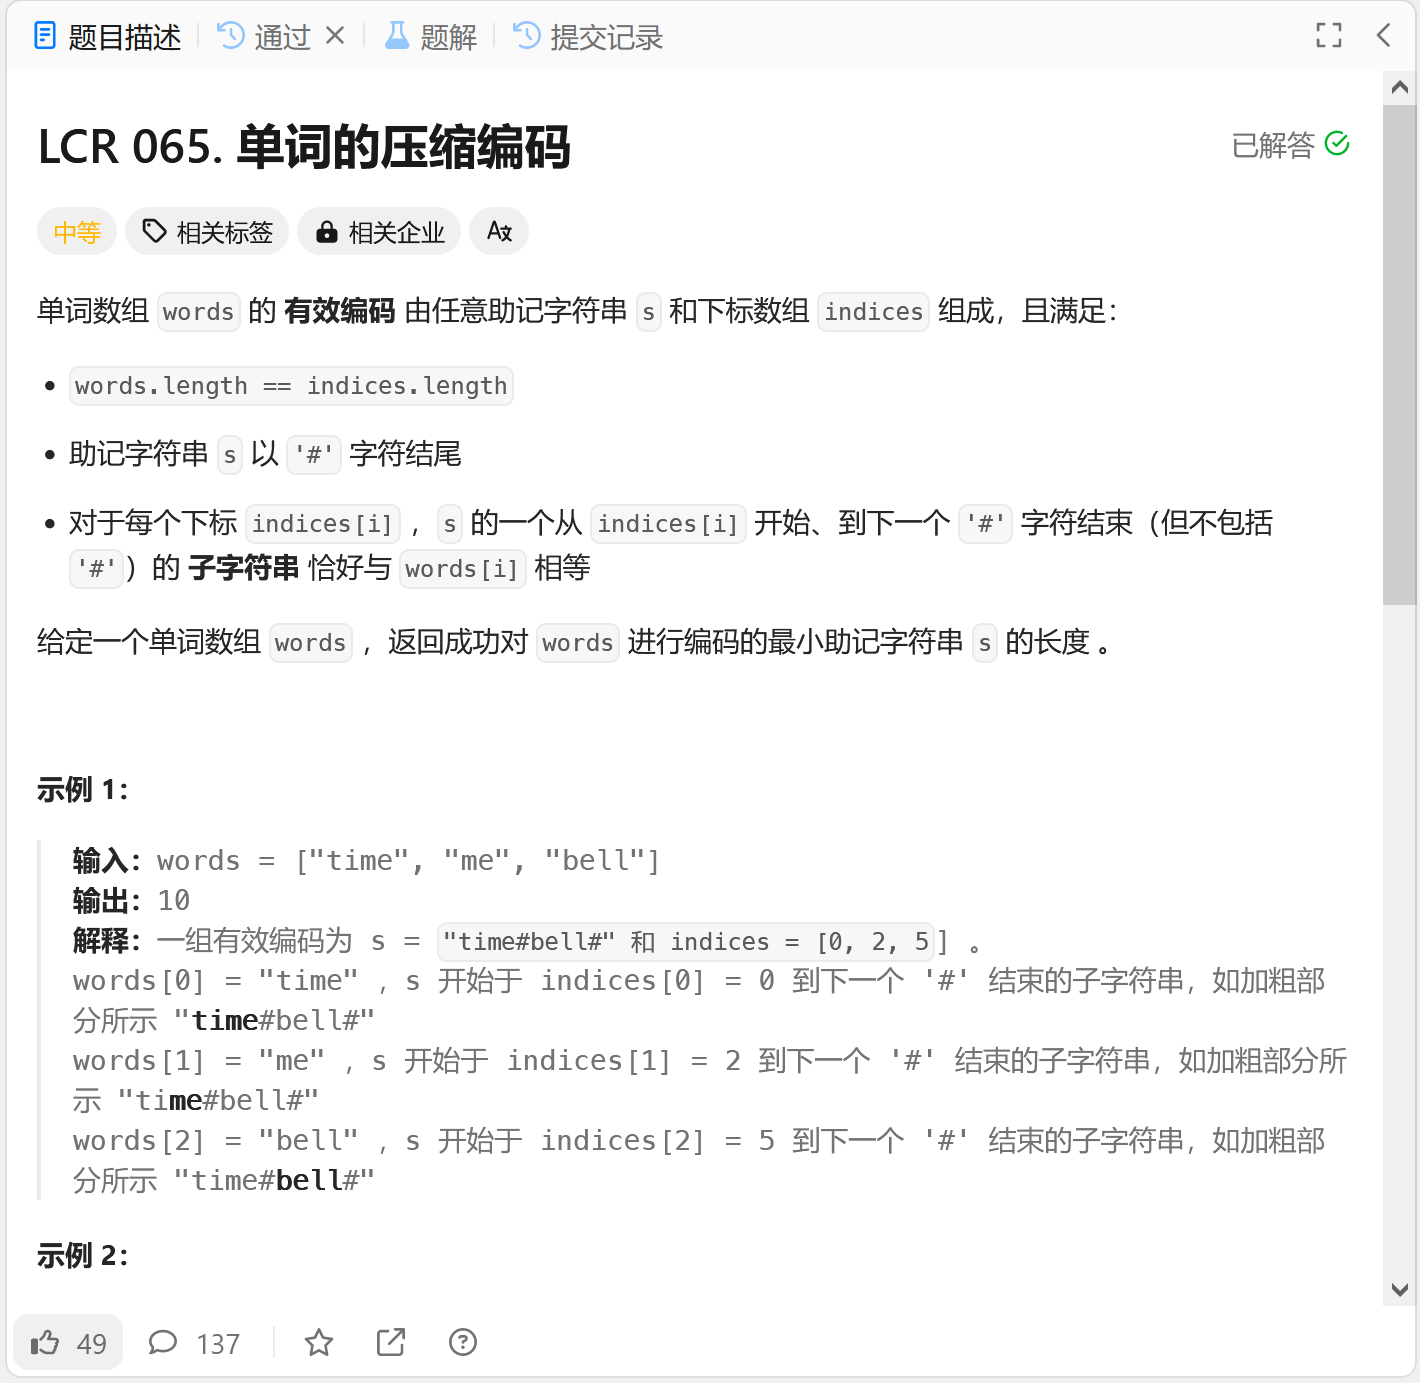 题目描述 通过 题解 提交记录
LCR 065. 单词的压缩编码 已解答
中等 相关标签 相关企业
单词数组 words 的 有效编码 由任意助记字符串 s 和下标数组 indices 组成，且满足：
words.length == indices.length
助记字符串 s 以 '#' 字符结尾
对于每个下标 indices[i] ，s 的一个从 indices[i] 开始、到下一个 '#' 字符结束（但不包括
'#'）的 子字符串 恰好与 words[i] 相等
给定一个单词数组 words ，返回成功对 words 进行编码的最小助记字符串 s 的长度 。
示例 1：
输入：words = ["time", "me", "bell"]
输出：10
解释：一组有效编码为 s = "time#bell#" 和 indices = [0, 2, 5] 。
words[0] = "time" ，s 开始于 indices[0] = 0 到下一个 '#' 结束的子字符串，如加粗部
分所示 "time#bell#"
words[1] = "me" ，s 开始于 indices[1] = 2 到下一个 '#' 结束的子字符串，如加粗部分所
示 "time#bell#"
words[2] = "bell" ，s 开始于 indices[2] = 5 到下一个 '#' 结束的子字符串，如加粗部
分所示 "time#bell#"
示例 2：
49 137